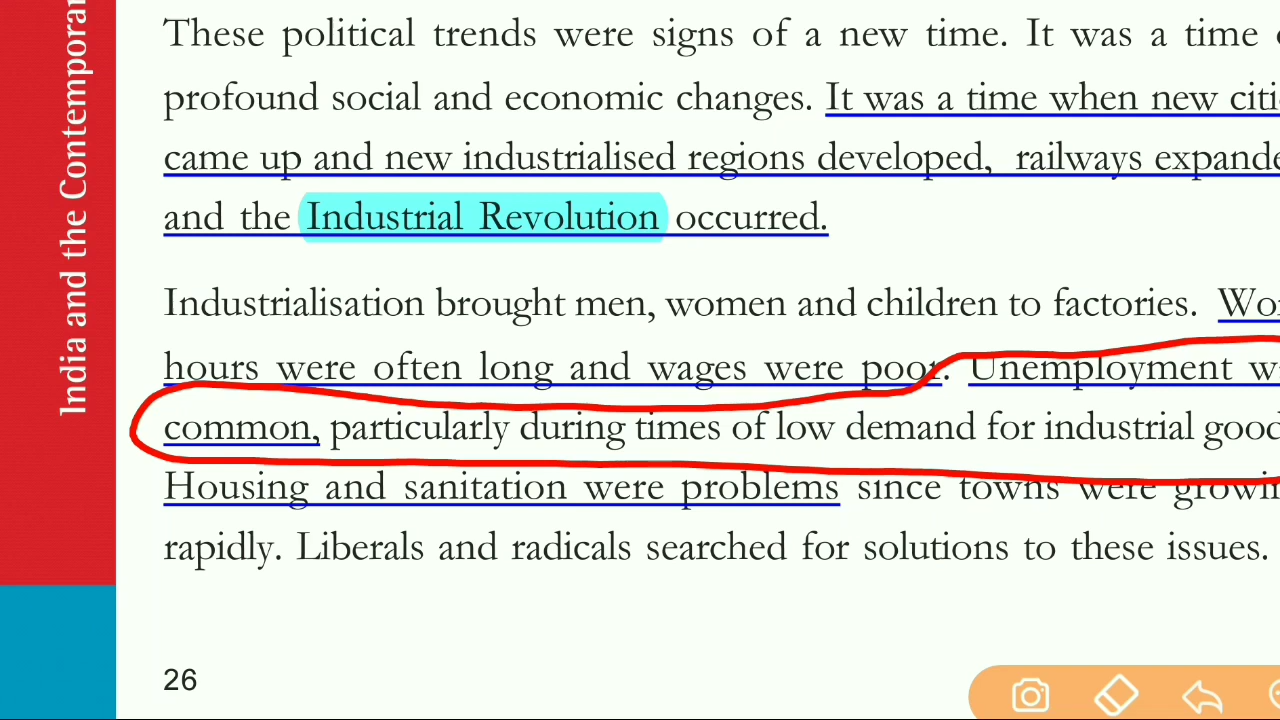 India and the Contemporar
These political trends were signs of a new time. It was a time
profound social and economic changes. It was a time when new citi
came up and new industrialised regions developed, railways expande
and the Industrial Revolution occurred.
Industrialisation brought men, women and children to factories. Wor
hours were often long and wages were poor. Unemployment w
common, particularly during times of low demand for industrial good
Housing and sanitation were problems since towns were growin
rapidly. Liberals and radicals searched for solutions to these issues.
26